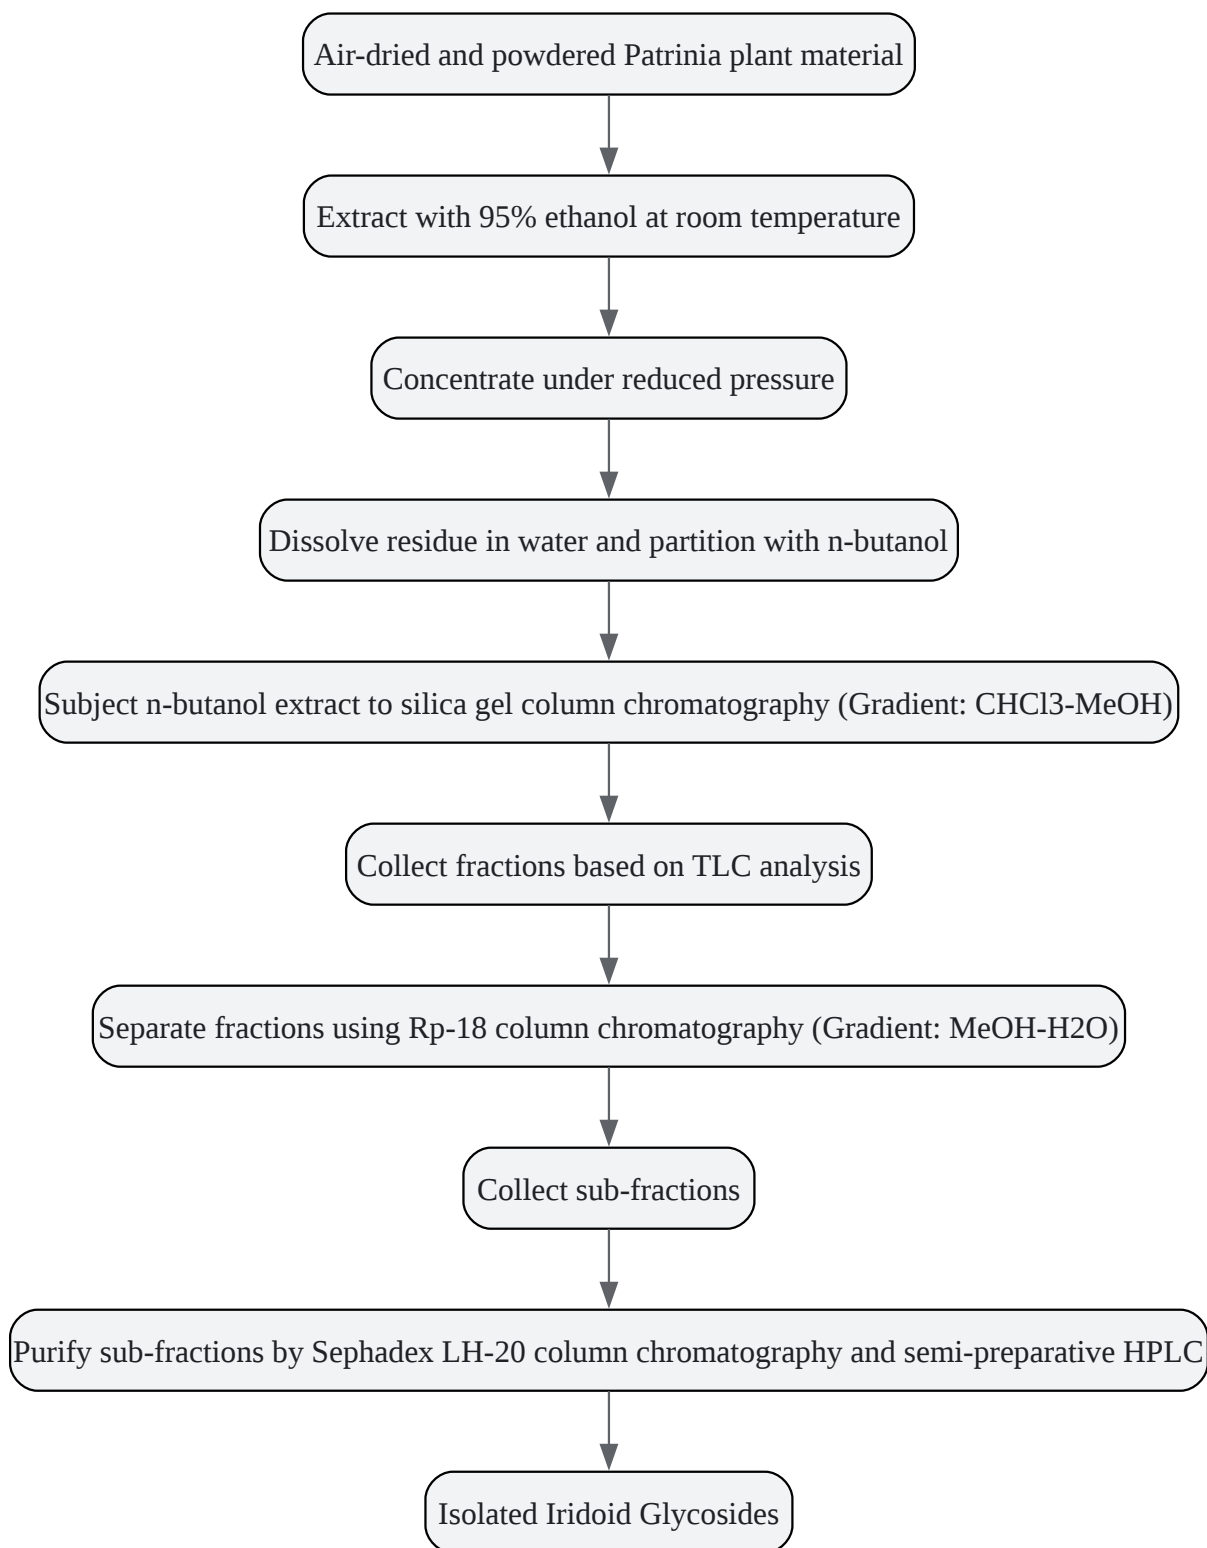 Air-dried and powdered Patrinia plant material
Extract with 95% ethanol at room temperature
Concentrate under reduced pressure
Dissolve residue in water and partition with n-butanol
Subject n-butanol extract to silica gel column chromatography (Gradient: CHCl3-MeOH)
Collect fractions based on TLC analysis
Separate fractions using Rp-18 column chromatography (Gradient: MeOH-H2O)
Collect sub-fractions
Purify sub-fractions by Sephadex LH-20 column chromatography and semi-preparative HPLC
Isolated Iridoid Glycosides